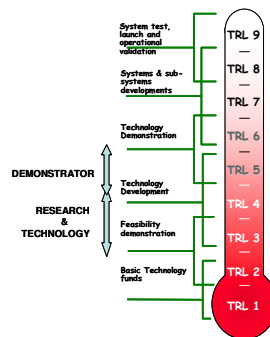 System test,
launch and
operational
validation
Systems & sub-
systems
developments
Technology
Demonstration
Technology
Development
Feasibility
demonstration
Basic Technology
funds
DEMONSTRATOR
RESEARCH
&
TECHNOLOGY
TRL 9
TRL 8
TRL 7
TRL 6
TRL 5
TRL 4
TRL 3
TRL 2
TRL 1